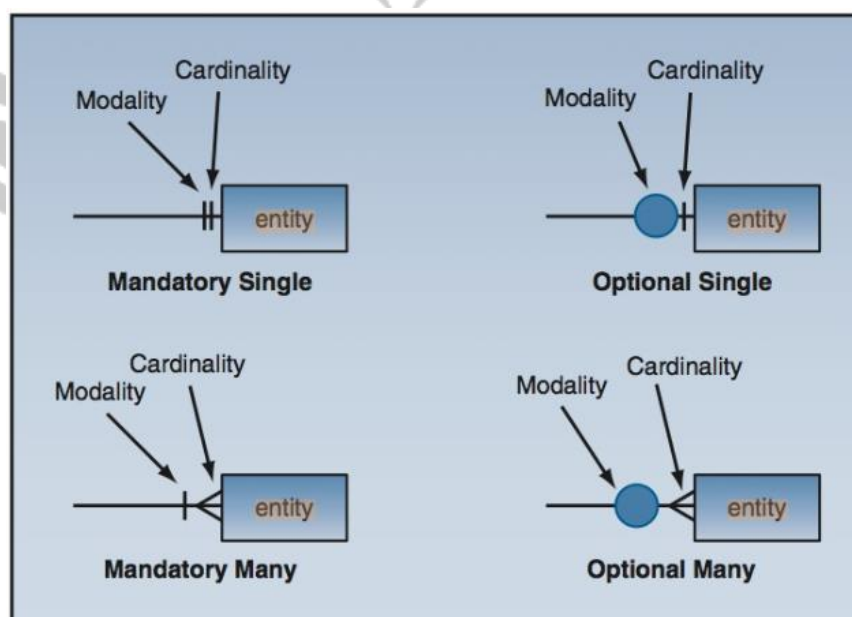 Cardinality
Modality
entity
Mandatory Single
Cardinality
Modality
entity
Optional Single
Cardinality
Modality
entity
Mandatory Many
Cardinality
Modality
entity
Optional Many